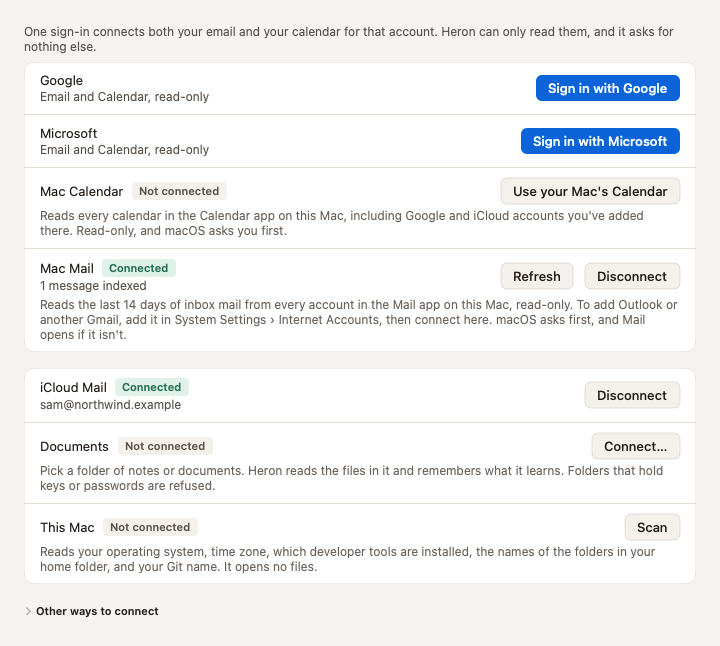 One sign-in connects both your email and your calendar for that account. Heron can only read them, and it asks for
nothing else.
Google
Email and Calendar, read-only
Sign in with Google
Microsoft
Email and Calendar, read-only
Sign in with Microsoft
Mac Calendar Not connected
Use your Mac's Calendar
Reads every calendar in the Calendar app on this Mac, including Google and iCloud accounts you've added
there. Read-only, and macOS asks you first.
Mac Mail Connected
1 message indexed
Refresh Disconnect
Reads the last 14 days of inbox mail from every account in the Mail app on this Mac, read-only. To add Outlook or
another Gmail, add it in System Settings › Internet Accounts, then connect here. macOS asks first, and Mail
opens if it isn't.
iCloud Mail Connected
sam@northwind.example
Disconnect
Documents Not connected
Connect...
Pick a folder of notes or documents. Heron reads the files in it and remembers what it learns. Folders that hold
keys or passwords are refused.
This Mac Not connected
Scan
Reads your operating system, time zone, which developer tools are installed, the names of the folders in your
home folder, and your Git name. It opens no files.
Other ways to connect